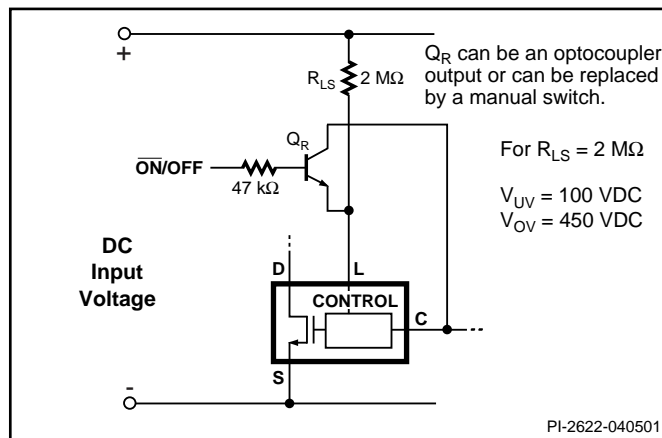 +
R_LS
2 MΩ
Q_R can be an optocoupler
output or can be replaced
by a manual switch.
Q_R
For R_LS = 2 MΩ
O̅N̅/OFF
47 kΩ
V_UV = 100 VDC
V_OV = 450 VDC
DC
Input
Voltage
D
L
CONTROL
C
S
-
PI-2622-040501